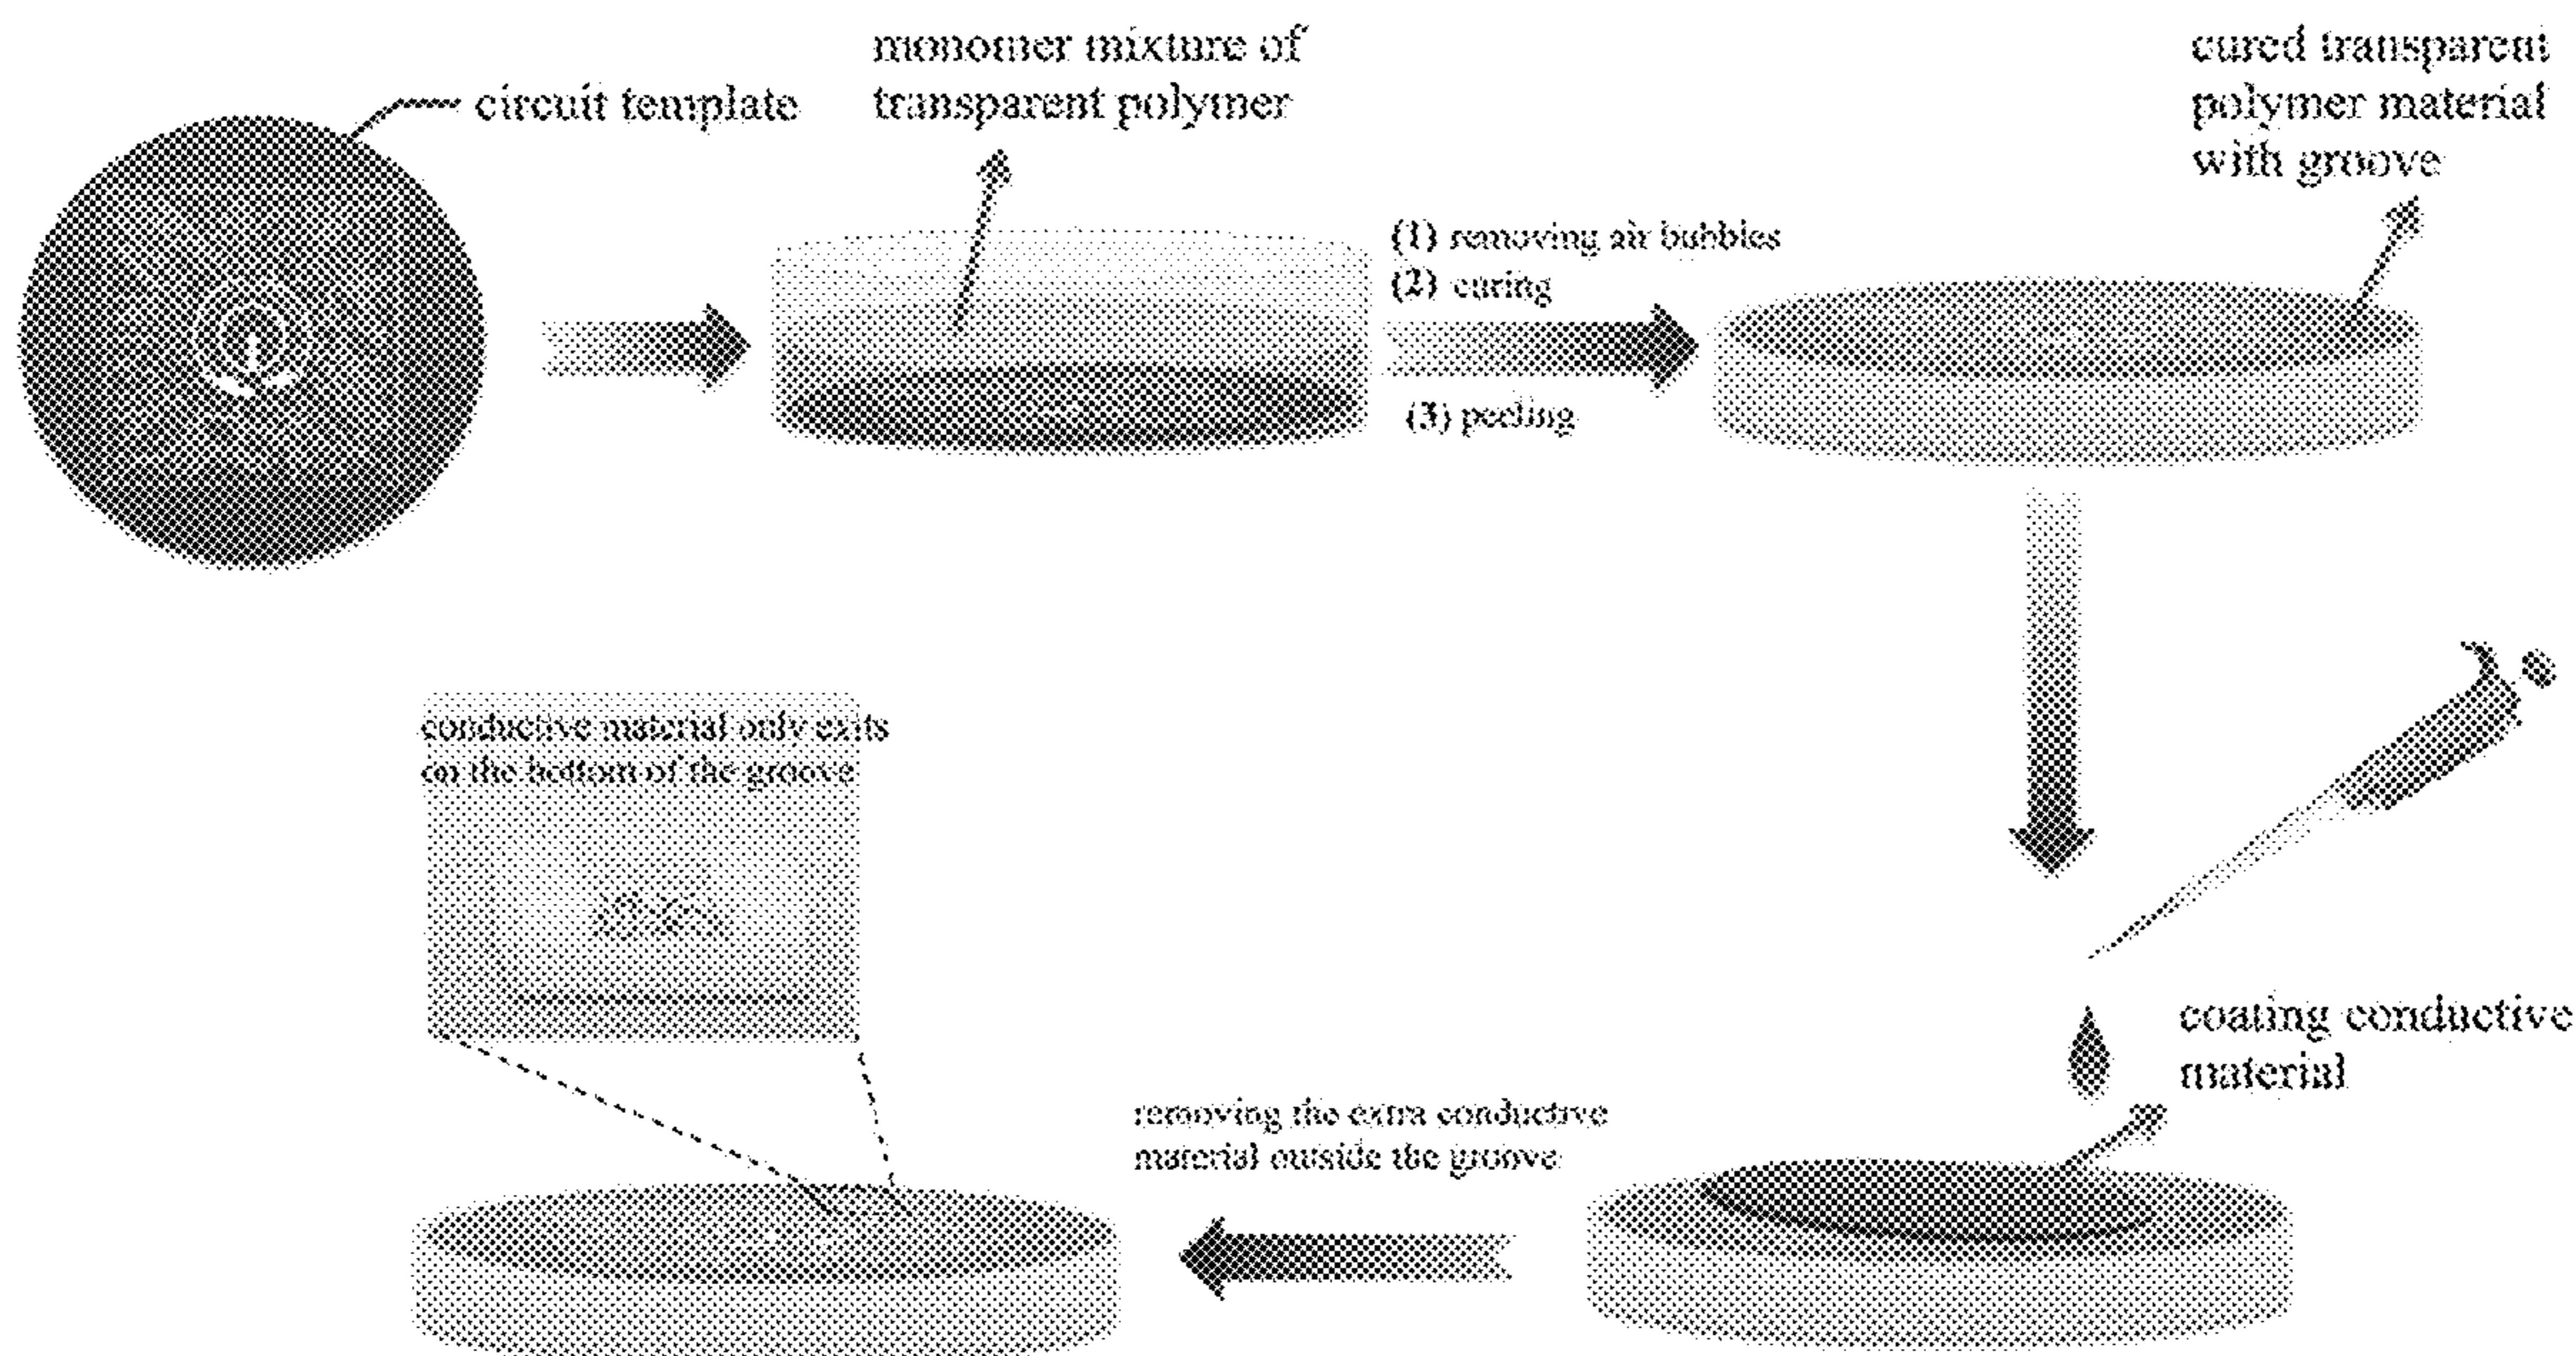 circuit template
monomer mixture of
transparent polymer
(1) removing air bubbles
(2) curing
(3) peeling
cured transparent
polymer material
with groove
coating conductive
material
removing the extra conductive
material outside the groove
conductive material only exits
on the bottom of the groove